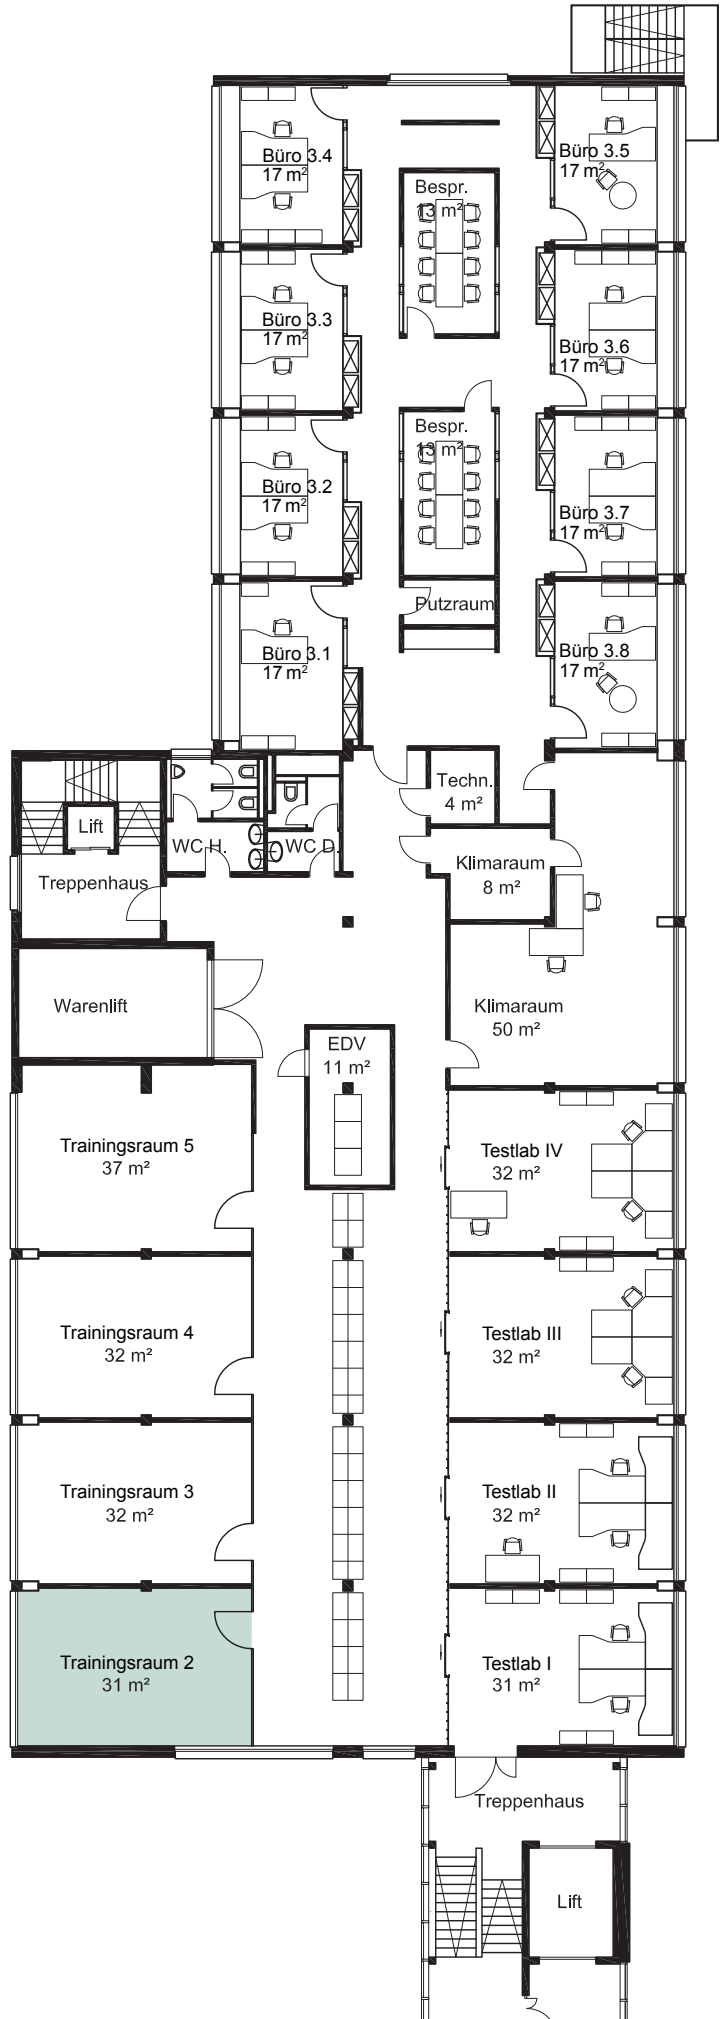 Büro 3.4
17 m²
Büro 3.5
17 m²
Bespr.
13 m²
Büro 3.3
17 m²
Büro 3.6
17 m²
Bespr.
13 m²
Büro 3.2
17 m²
Büro 3.7
17 m²
Putzraum
Büro 3.1
17 m²
Büro 3.8
17 m²
Techn.
4 m²
Lift
WC H.
WC D.
Klimaraum
8 m²
Treppenhaus
Warenlift
Klimaraum
50 m²
EDV
11 m²
Trainingsraum 5
37 m²
Testlab IV
32 m²
Trainingsraum 4
32 m²
Testlab III
32 m²
Trainingsraum 3
32 m²
Testlab II
32 m²
Trainingsraum 2
31 m²
Testlab I
31 m²
Treppenhaus
Lift